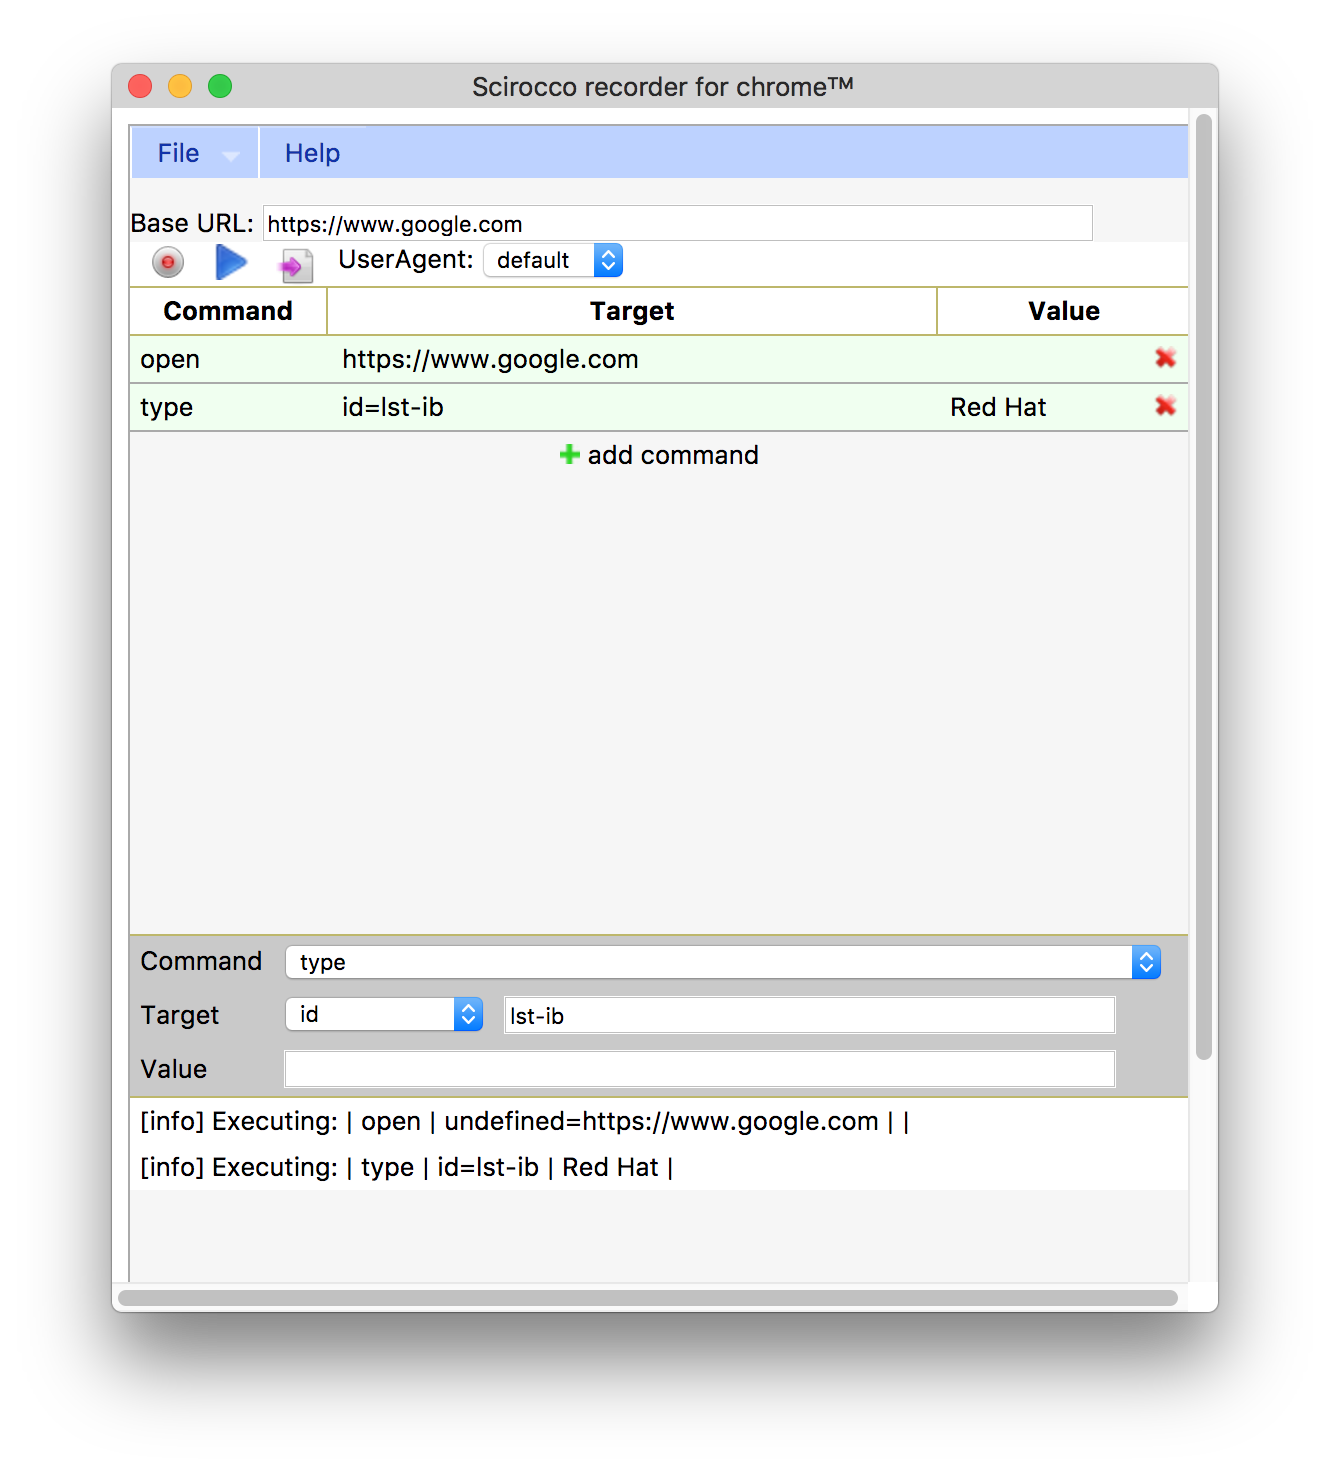 Scirocco recorder for chrome™
File Help
Base URL: https://www.google.com
UserAgent: default
Command Target Value
open https://www.google.com
type id=lst-ib Red Hat
add command
Command type
Target id lst-ib
Value
[info] Executing: | open | undefined=https://www.google.com | |
[info] Executing: | type | id=lst-ib | Red Hat |